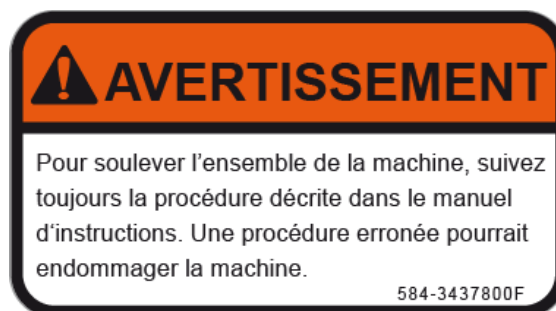 AVERTISSEMENT
Pour soulever l’ensemble de la machine, suivez
toujours la procédure décrite dans le manuel
d‘instructions. Une procédure erronée pourrait
endommager la machine.
584-3437800F